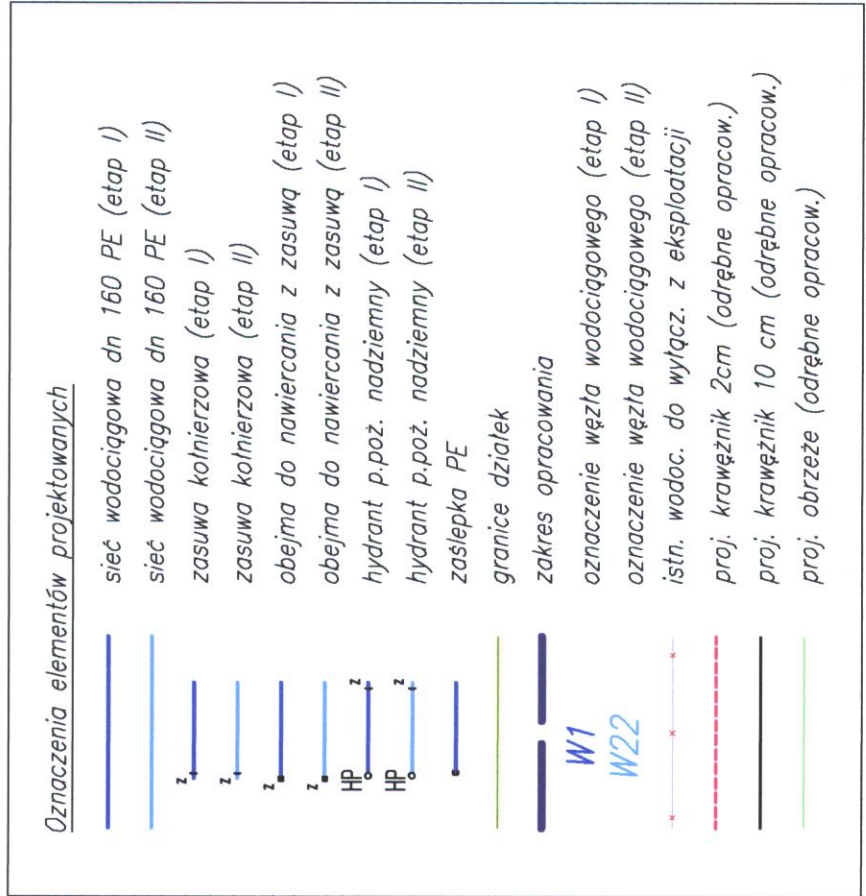 Oznaczenia elementów projektowanych
sieć wodociągowa dn 160 PE (etap I)
sieć wodociągowa dn 160 PE (etap II)
z zasuwa kołnierzowa (etap I)
z zasuwa kołnierzowa (etap II)
z obejma do nawiercania z zasuwą (etap I)
z obejma do nawiercania z zasuwą (etap II)
HP z hydrant p.poż. nadziemny (etap I)
HP z hydrant p.poż. nadziemny (etap II)
zaślepka PE
granice działek
zakres opracowania
W1 oznaczenie węzła wodociągowego (etap I)
W22 oznaczenie węzła wodociągowego (etap II)
istn. wodoc. do wyłącz. z eksploatacji
proj. krawężnik 2cm (odrębne opracow.)
proj. krawężnik 10 cm (odrębne opracow.)
proj. obrzeże (odrębne opracow.)